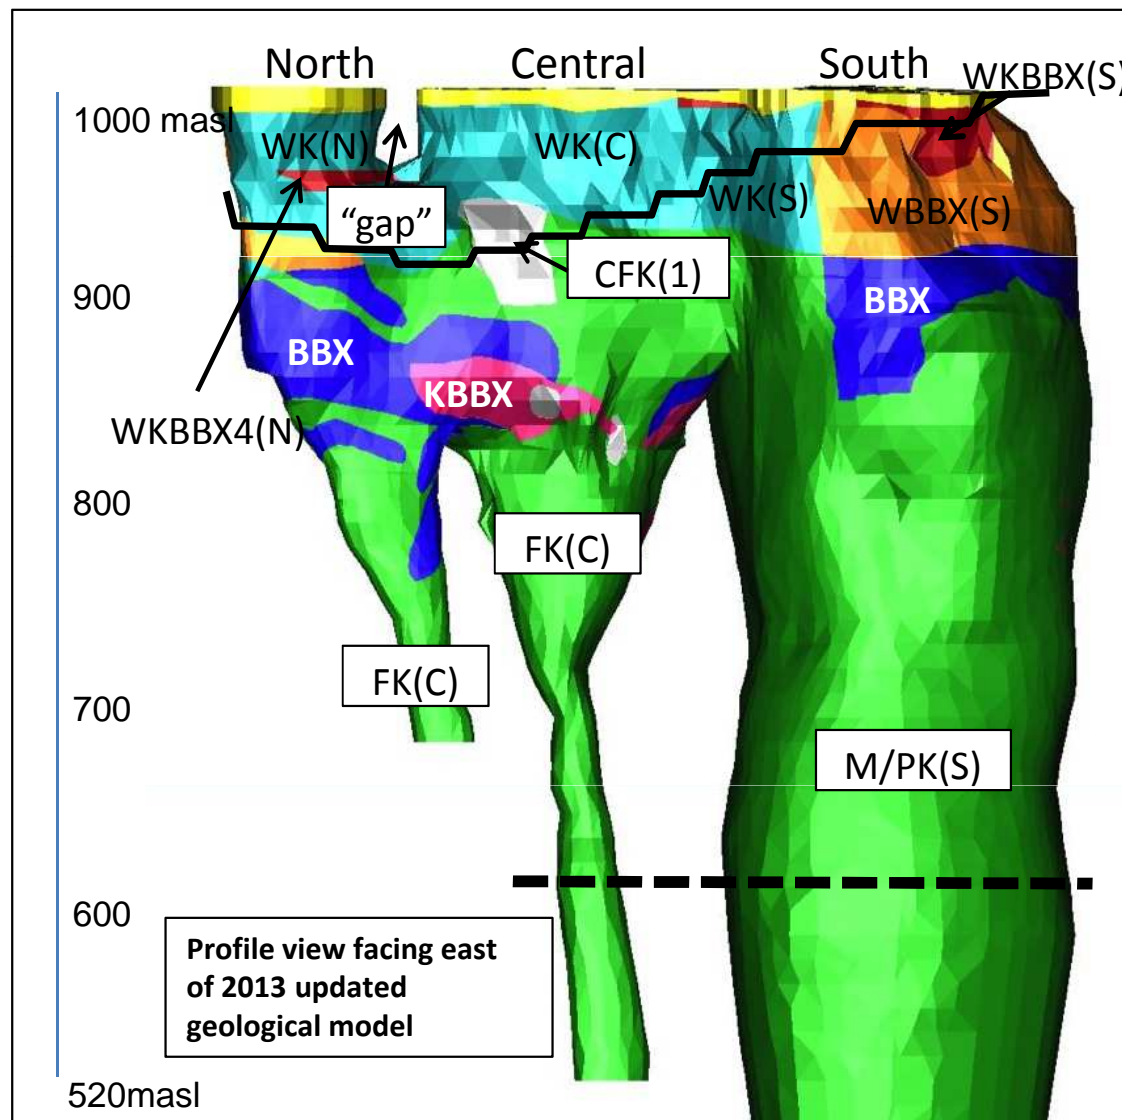 North
Central
South
WKBBX(S)
1000 masl
WK(N)
WK(C)
WK(S)
WBBX(S)
"gap"
CFK(1)
900
BBX
BBX
KBBX
WKBBX4(N)
800
FK(C)
FK(C)
700
M/PK(S)
600
Profile view facing east
of 2013 updated
geological model
520masl